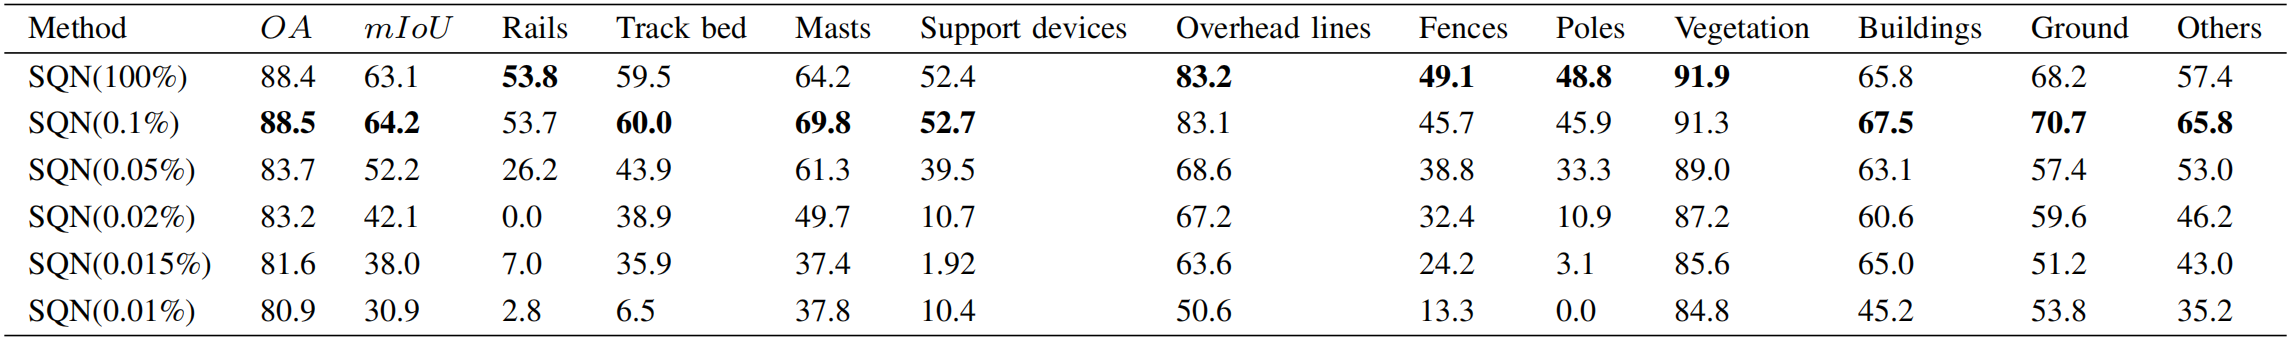 Method OA mIoU Rails Track bed Masts Support devices Overhead lines Fences Poles Vegetation Buildings Ground Others
SQN(100%) 88.4 63.1 53.8 59.5 64.2 52.4 83.2 49.1 48.8 91.9 65.8 68.2 57.4
SQN(0.1%) 88.5 64.2 53.7 60.0 69.8 52.7 83.1 45.7 45.9 91.3 67.5 70.7 65.8
SQN(0.05%) 83.7 52.2 26.2 43.9 61.3 39.5 68.6 38.8 33.3 89.0 63.1 57.4 53.0
SQN(0.02%) 83.2 42.1 0.0 38.9 49.7 10.7 67.2 32.4 10.9 87.2 60.6 59.6 46.2
SQN(0.015%) 81.6 38.0 7.0 35.9 37.4 1.92 63.6 24.2 3.1 85.6 65.0 51.2 43.0
SQN(0.01%) 80.9 30.9 2.8 6.5 37.8 10.4 50.6 13.3 0.0 84.8 45.2 53.8 35.2